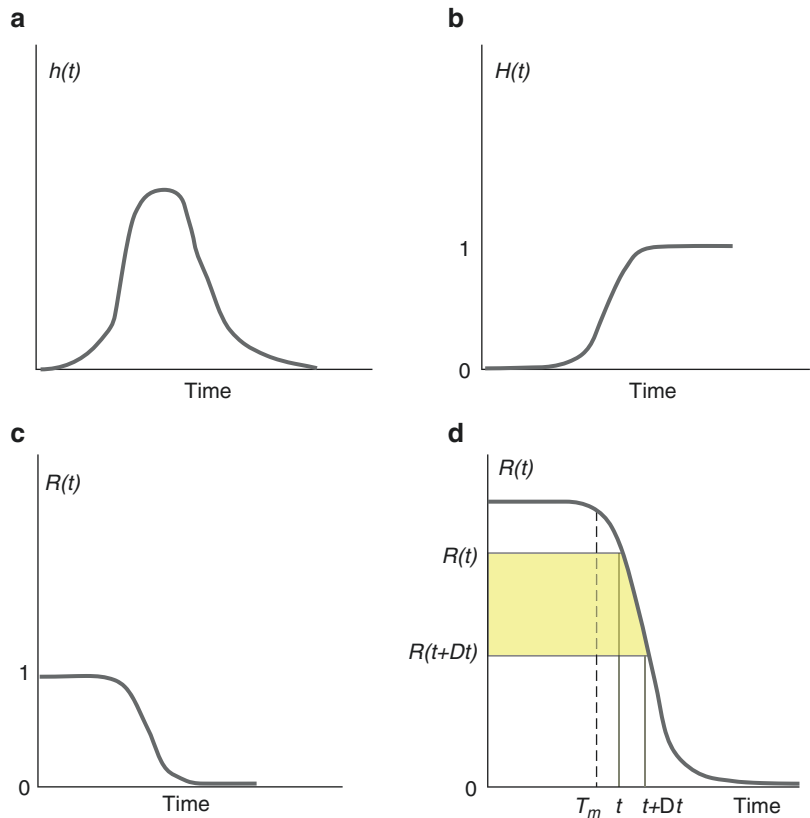 a
h(t)
Time
b
H(t)
1
0
Time
c
R(t)
1
0
Time
d
R(t)
R(t)
R(t+Dt)
0
T_m t t+Dt Time